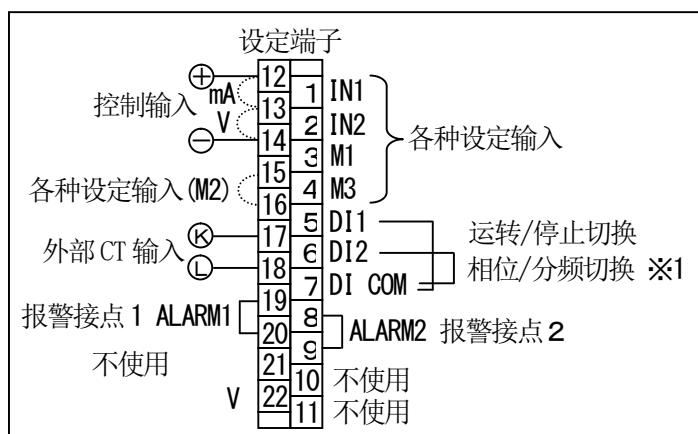 设定端子
12
1 IN1
mA
控制输入
13
V
2 IN2
14
3 M1
各种设定输入
15
各种设定输入(M2)
4 M3
16
5 DI1
外部 CT 输入
K
17
6 DI2
运转/停止切换
L
18
7 DI COM
相位/分频切换 ※1
19
报警接点 1 ALARM1
8
20
ALARM2 报警接点 2
9
不使用
21
10 不使用
V
22
11 不使用